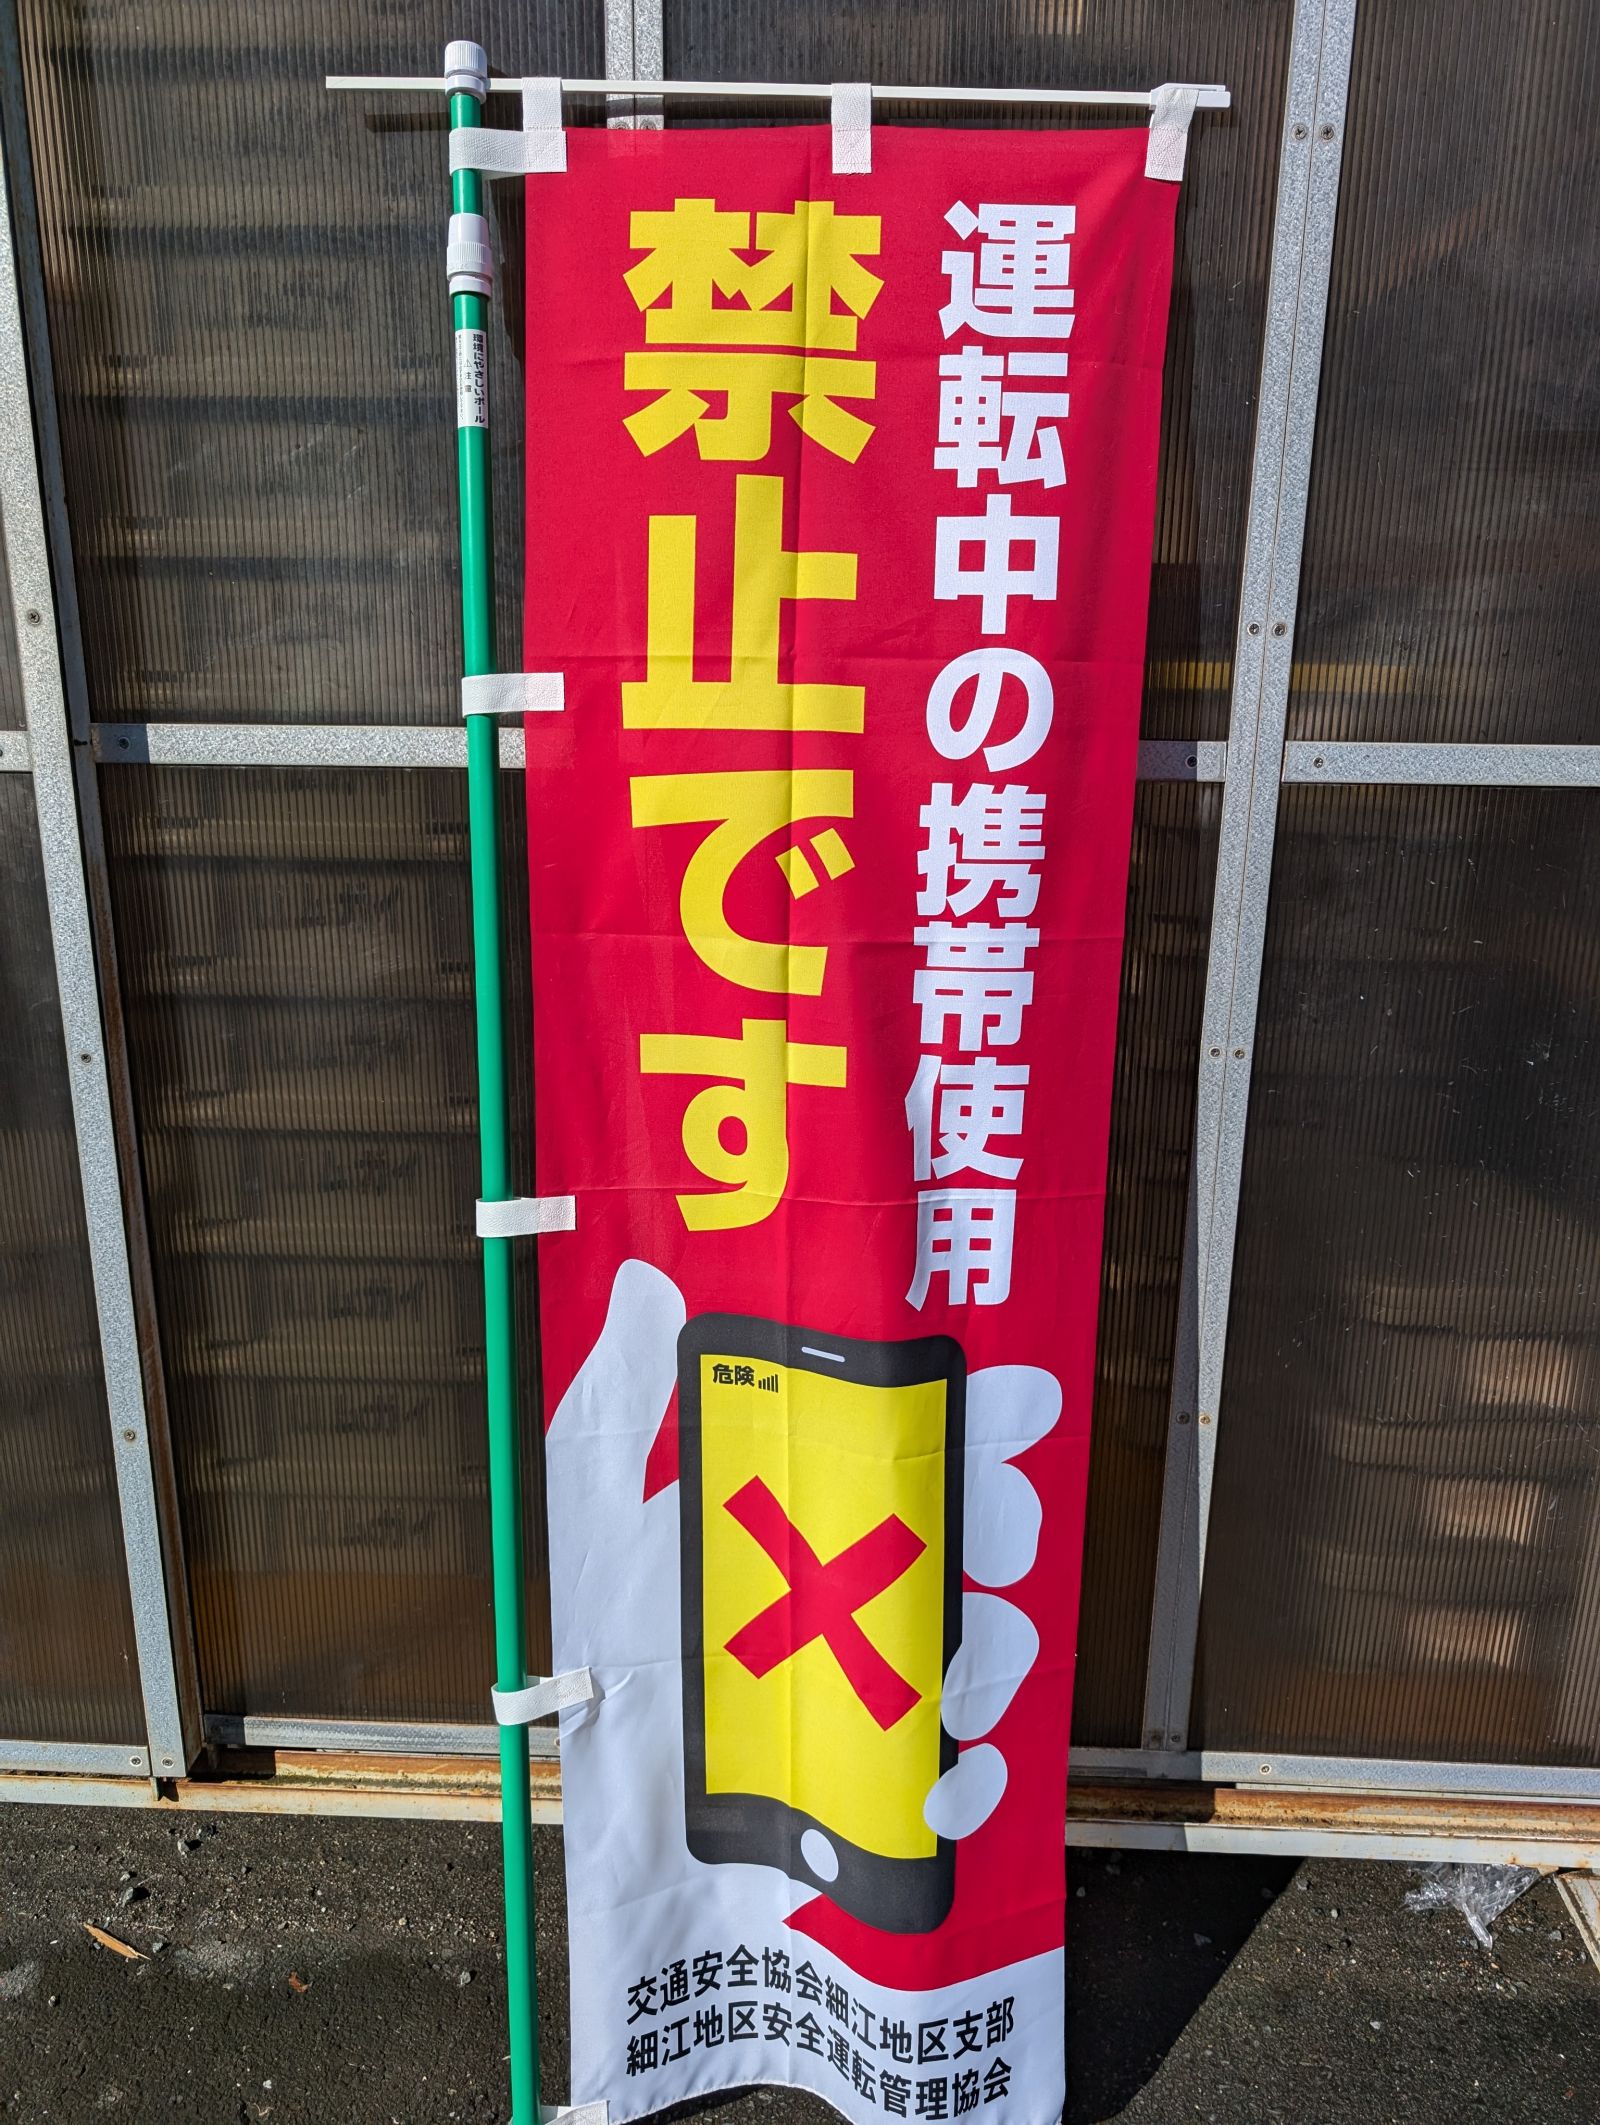 運転中の携帯使用
禁止です
危険
交通安全協会細江地区支部
細江地区安全運転管理協会
環境にやさしいポール
注意